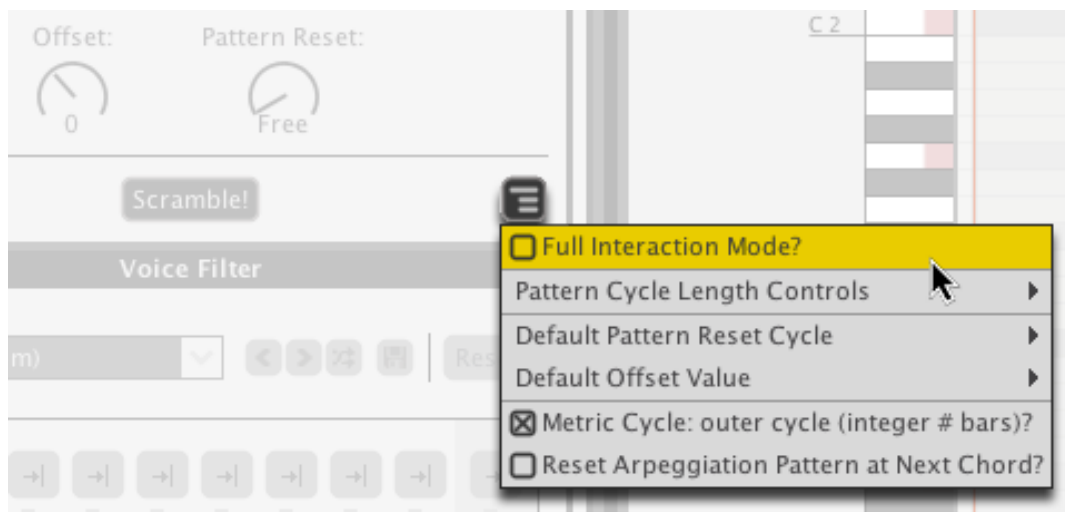 Offset: Pattern Reset: C 2
0 Free
Scramble!
Full Interaction Mode?
Voice Filter
Pattern Cycle Length Controls
Default Pattern Reset Cycle
m) Res
Default Offset Value
Metric Cycle: outer cycle (integer # bars)?
Reset Arpeggiation Pattern at Next Chord?